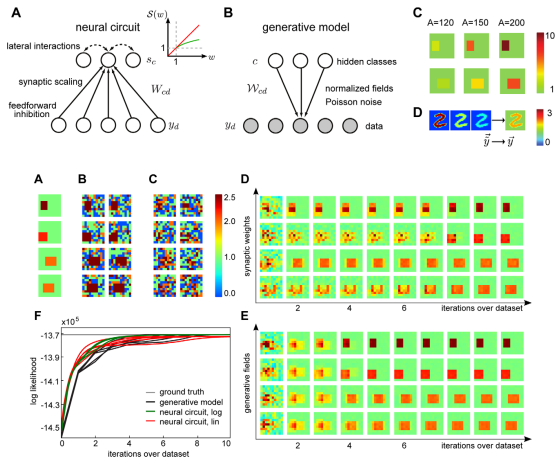 A
neural circuit
S(w)
lateral interactions
s_c
1
1
w
synaptic scaling
W_cd
feedforward
inhibition
y_d
B
generative model
c
hidden classes
W_cd
normalized fields
Poisson noise
y_d
data
C
A=120
A=150
A=200
10
1
D
3
0
y → y
A
B
C
2.5
2.0
1.0
0.0
D
synaptic weights
2
4
6
iterations over dataset
F
x10⁵
-13.7
-13.9
-14.1
-14.3
-14.5
log likelihood
ground truth
generative model
neural circuit, log
neural circuit, lin
0
2
4
6
8
10
iterations over dataset
E
generative fields
2
4
6
iterations over dataset